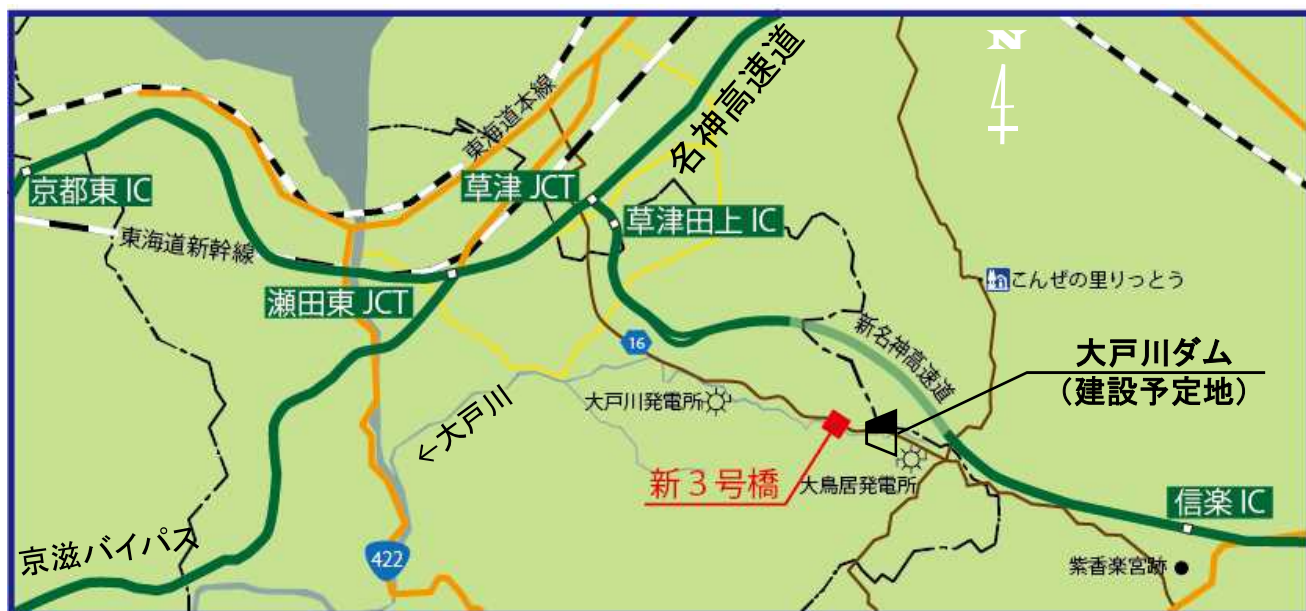 N
名神高速道
東海道本線
京都東 IC
草津 JCT
草津田上 IC
東海道新幹線
瀬田東 JCT
こんぜの里りっとう
16
新名神高速道
大戸川ダム
(建設予定地)
大戸川発電所
←大戸川
新３号橋
大鳥居発電所
信楽 IC
京滋バイパス
422
紫香楽宮跡